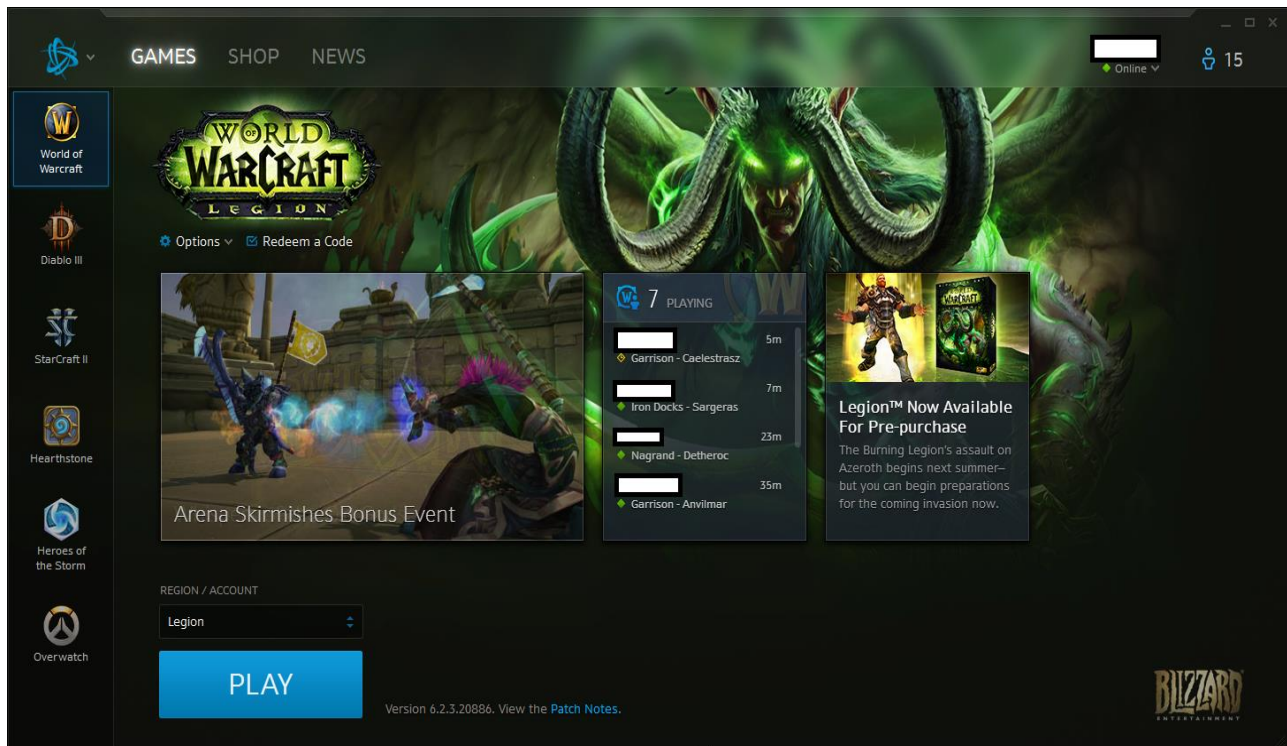 GAMES SHOP NEWS
Online
15
World of
Warcraft
Diablo III
StarCraft II
Hearthstone
Heroes of
the Storm
Overwatch
WORLD
OF
WARCRAFT
LEGION
Options
Redeem a Code
Arena Skirmishes Bonus Event
7 PLAYING
5m
Garrison - Caelestrasz
7m
Iron Docks - Sargeras
23m
Nagrand - Detheroc
35m
Garrison - Anvilmar
WARCRAFT
Legion™ Now Available
For Pre-purchase
The Burning Legion's assault on
Azeroth begins next summer—
but you can begin preparations
for the coming invasion now.
REGION / ACCOUNT
Legion
PLAY
Version 6.2.3.20886. View the Patch Notes.
BLIZZARD
ENTERTAINMENT